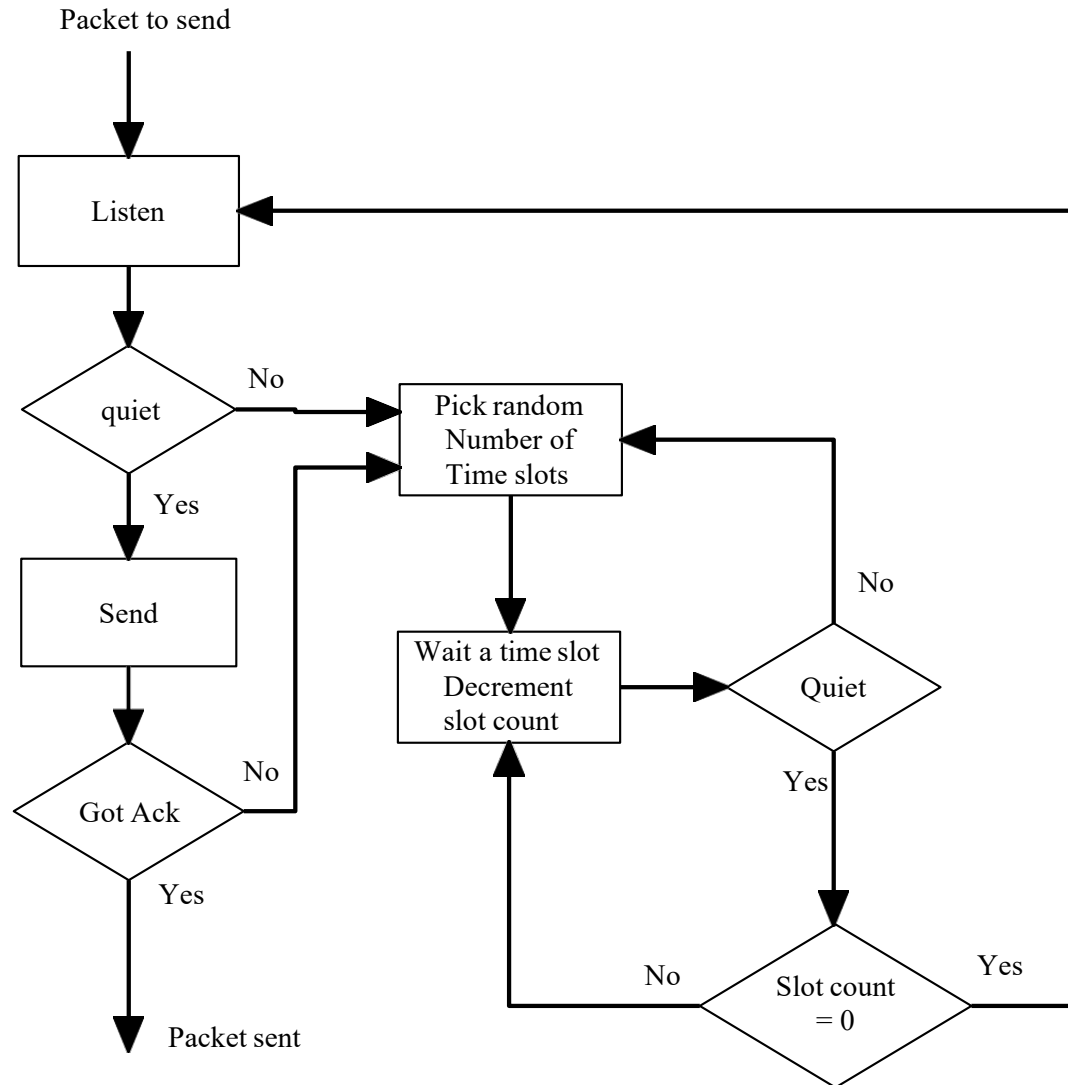 Packet to send
Listen
quiet
No
Pick random
Number of
Time slots
Yes
Send
No
Wait a time slot
Decrement
slot count
Quiet
No
Got Ack
Yes
Yes
Packet sent
No
Slot count
= 0
Yes